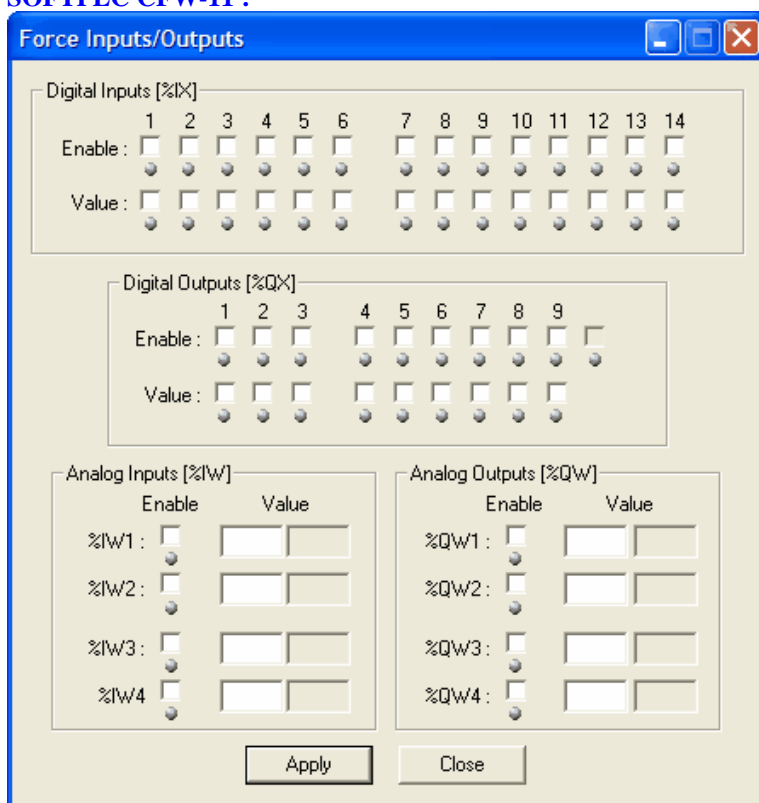 SOFTPLC CFW-11 :
Force Inputs/Outputs
Digital Inputs [%IX]
1 2 3 4 5 6 7 8 9 10 11 12 13 14
Enable :
Value :
Digital Outputs [%QX]
1 2 3 4 5 6 7 8 9
Enable :
Value :
Analog Inputs [%IW]
Enable Value
%IW1 :
%IW2 :
%IW3 :
%IW4
Analog Outputs [%QW]
Enable Value
%QW1 :
%QW2 :
%QW3 :
%QW4 :
Apply
Close